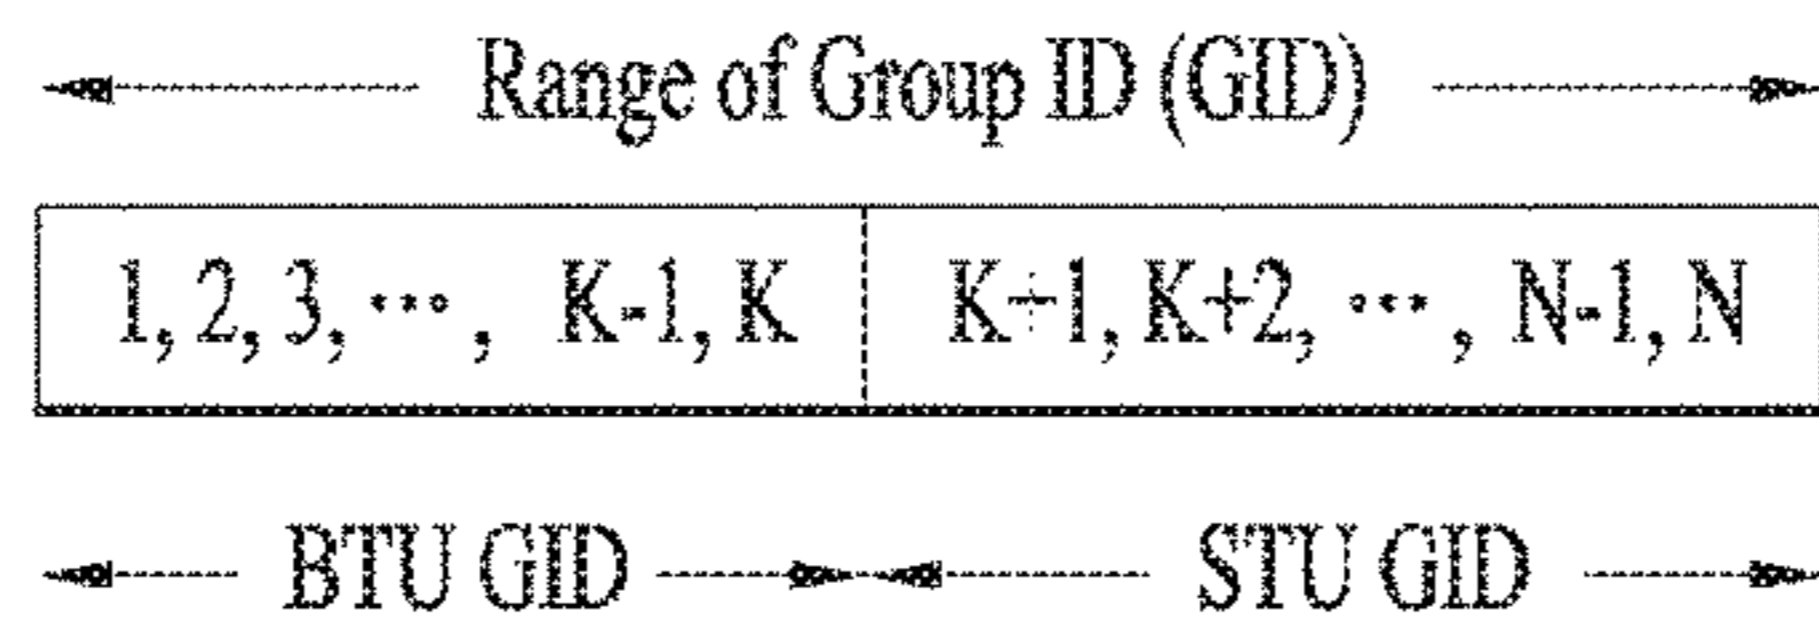 Range of Group ID (GID)
1, 2, 3, ···, K-1, K K+1, K+2, ···, N-1, N
BTU GID STU GID